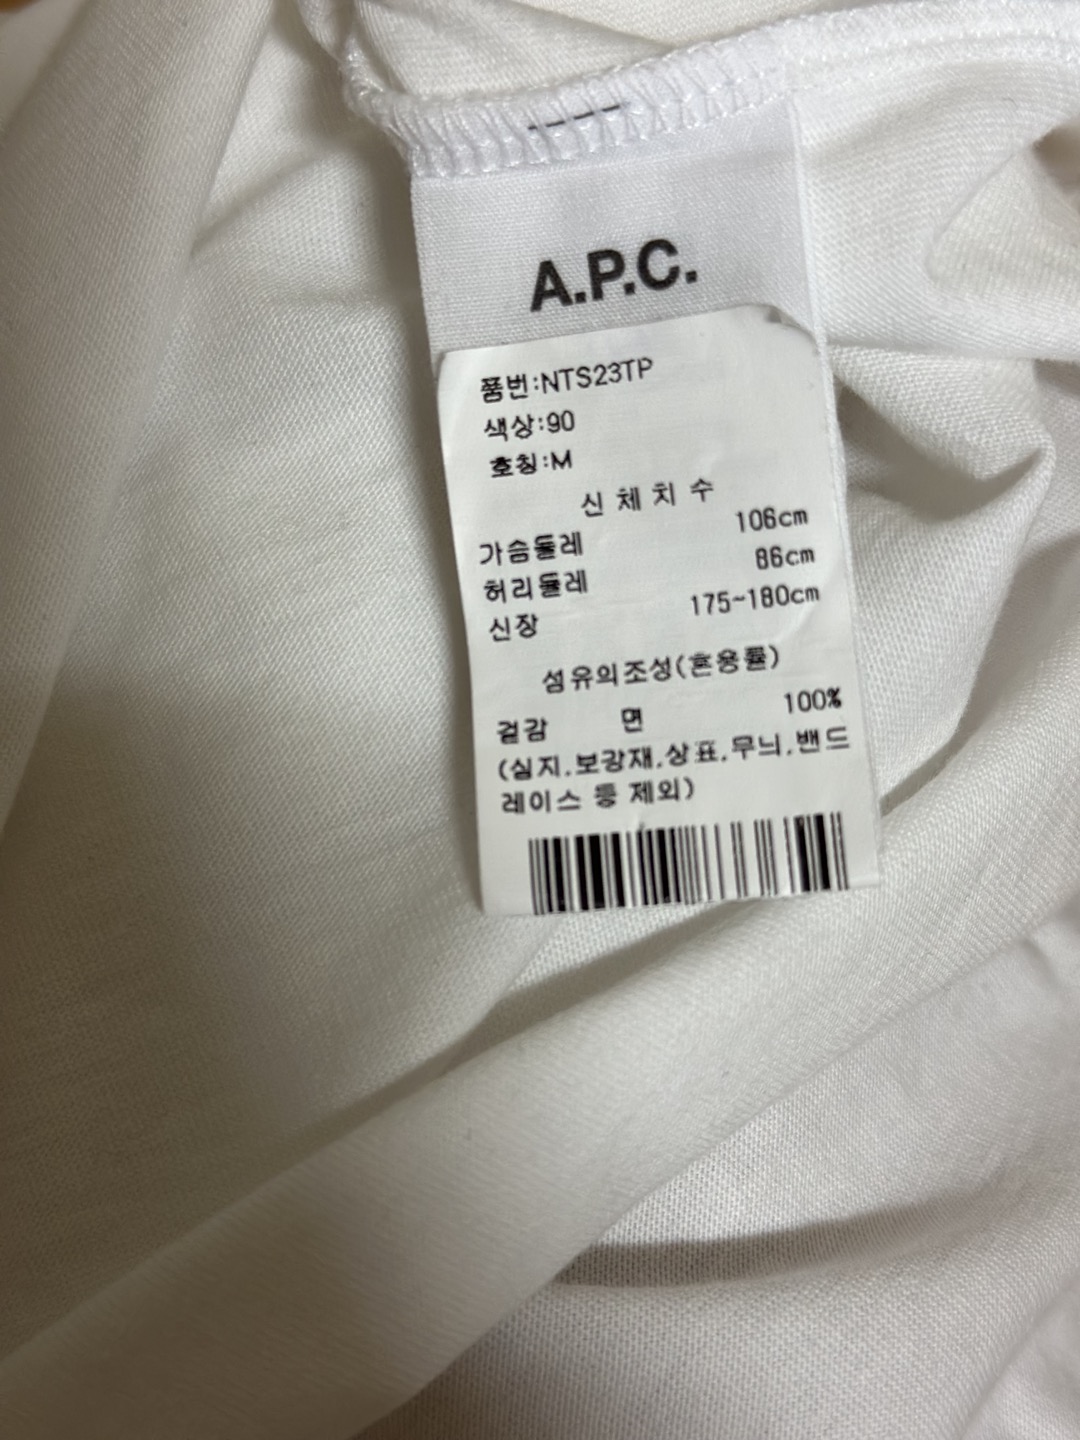 A.P.C.
품번:NTS23TP
색상:90
호칭:M
신 체 치 수
가슴둘레 106cm
허리둘레 86cm
신장 175~180cm
섬유의조성(혼용률)
겉감 면 100%
(심지.보강재.상표.무늬.밴드
레이스 등 제외)